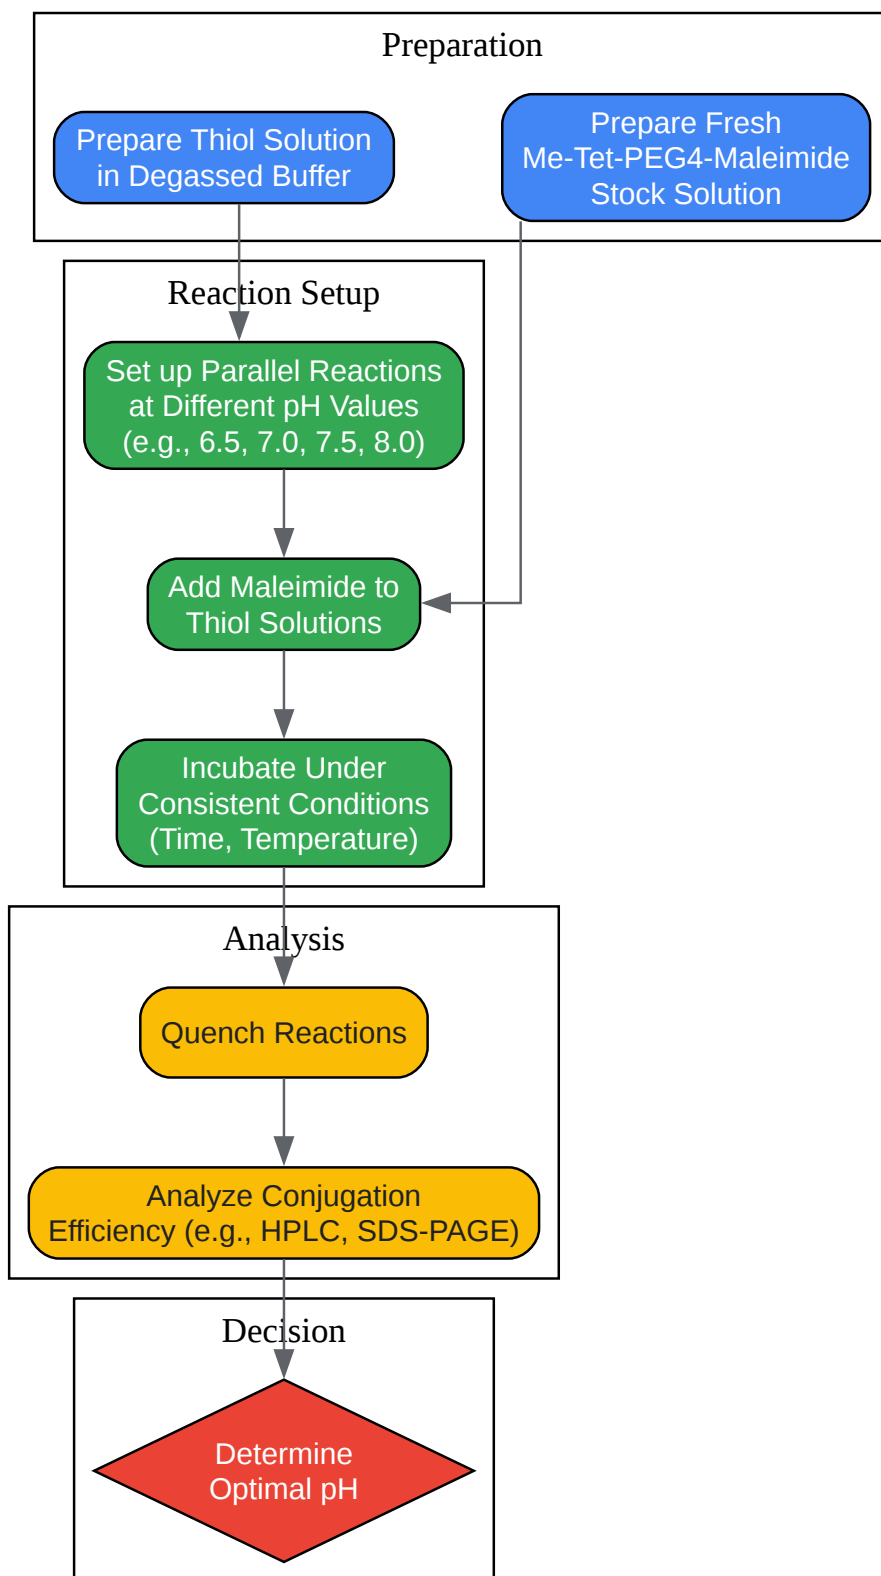 Preparation
Prepare Thiol Solution
in Degassed Buffer
Prepare Fresh
Me-Tet-PEG4-Maleimide
Stock Solution
Reaction Setup
Set up Parallel Reactions
at Different pH Values
(e.g., 6.5, 7.0, 7.5, 8.0)
Add Maleimide to
Thiol Solutions
Incubate Under
Consistent Conditions
(Time, Temperature)
Analysis
Quench Reactions
Analyze Conjugation
Efficiency (e.g., HPLC, SDS-PAGE)
Decision
Determine
Optimal pH